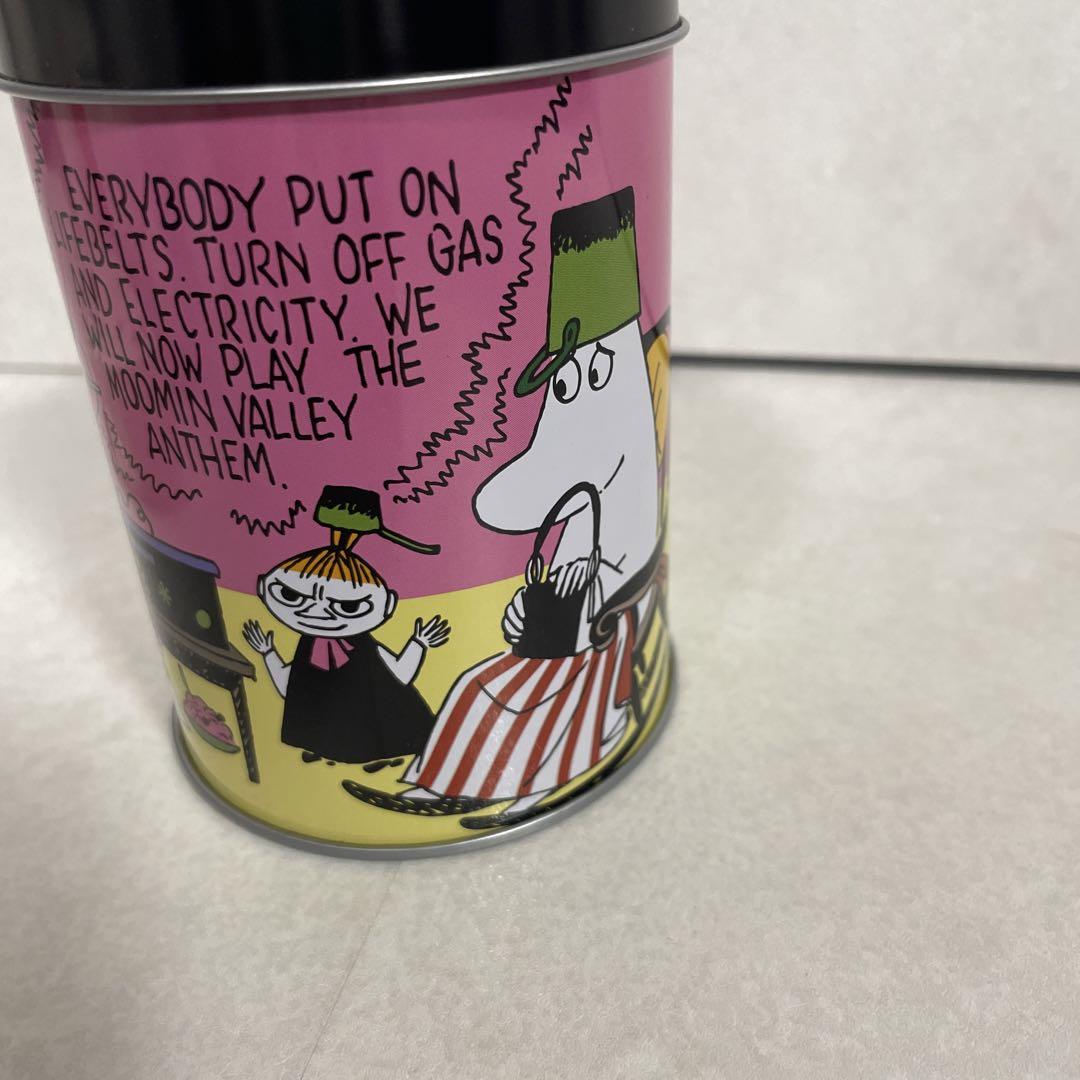 EVERYBODY PUT ON
LIFEBELTS. TURN OFF GAS
AND ELECTRICITY. WE
WILL NOW PLAY THE
MOOMIN VALLEY
ANTHEM.